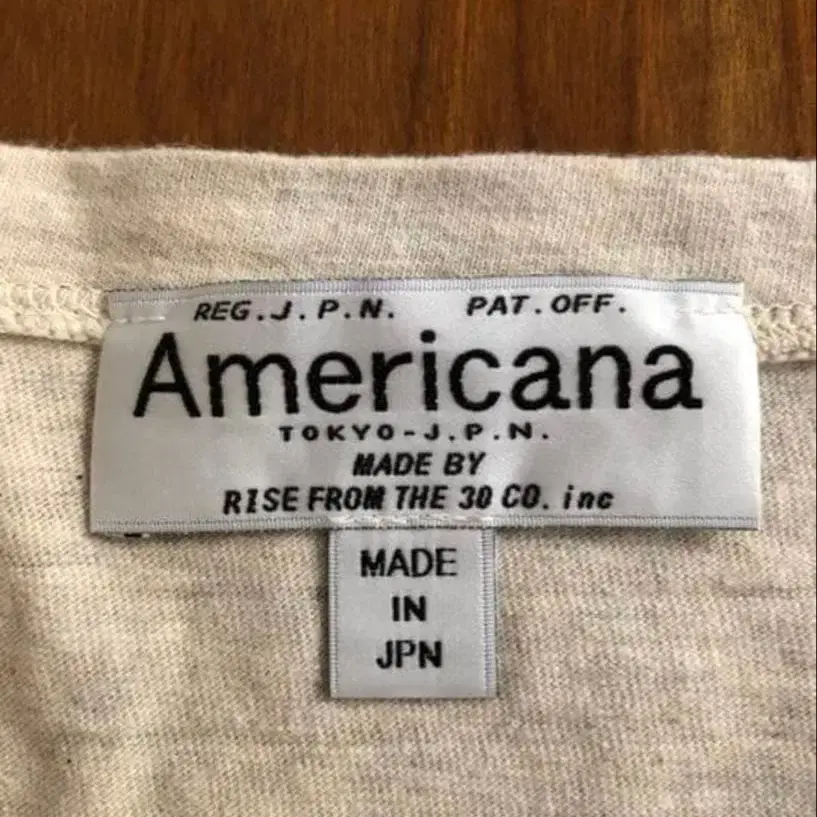 REG.J.P.N. PAT.OFF.
Americana
TOKYO-J.P.N.
MADE BY
RISE FROM THE 30 CO. inc
MADE
IN
JPN